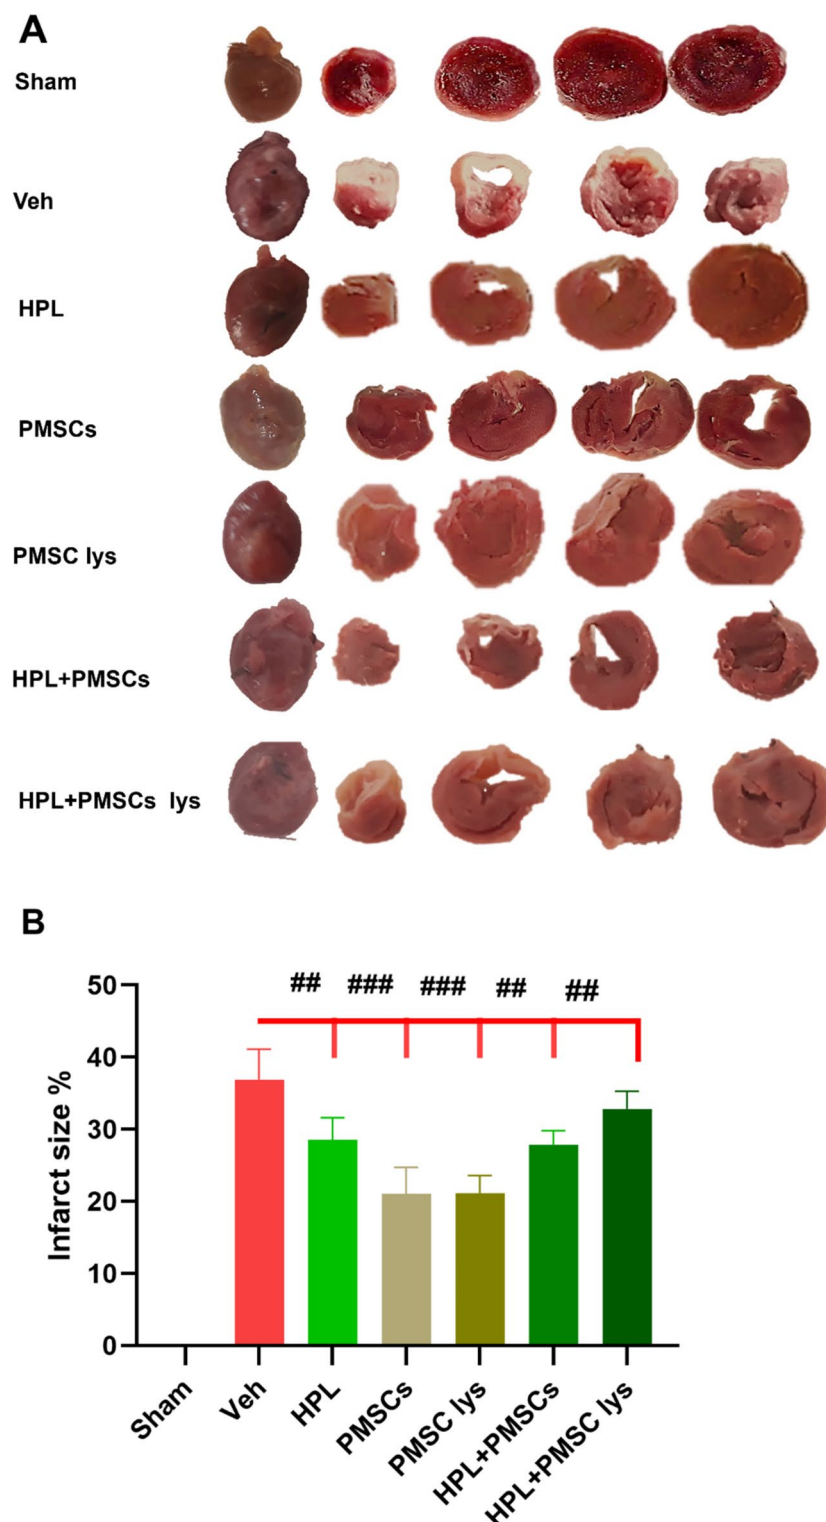 A
Sham
Veh
HPL
PMSCs
PMSC lys
HPL+PMSCs
HPL+PMSCs lys
B
## ### ### ## ##
50
40
30
20
10
0
Infarct size %
Sham
Veh
HPL
PMSCs
PMSC lys
HPL+PMSCs
HPL+PMSC lys